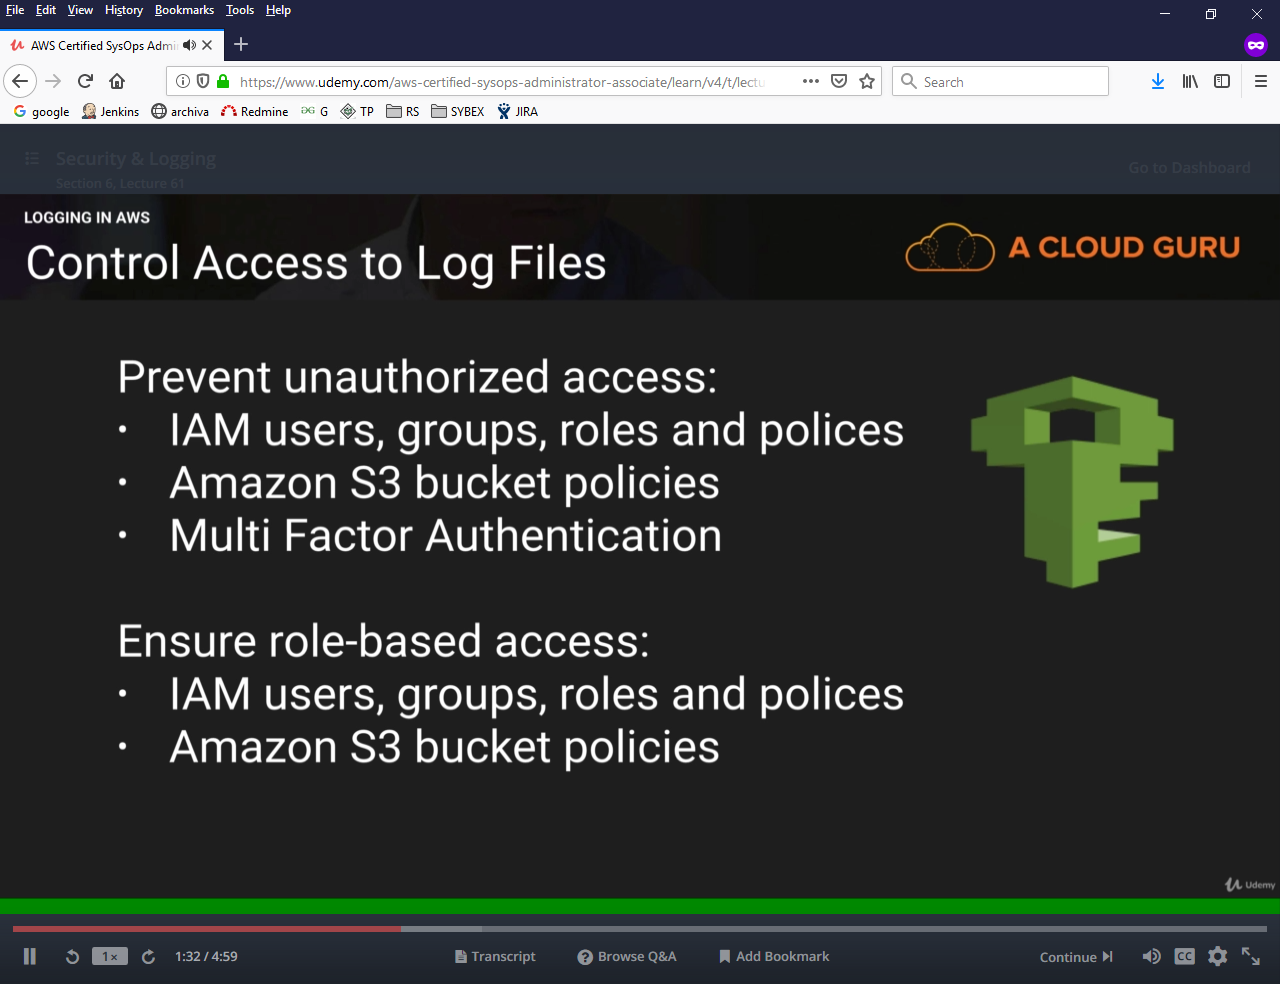 File Edit View History Bookmarks Tools Help
AWS Certified SysOps Admi
https://www.udemy.com/aws-certified-sysops-administrator-associate/learn/v4/t/lectu
Search
google Jenkins archiva Redmine G TP RS SYBEX JIRA
Security & Logging
Section 6, Lecture 61
Go to Dashboard
LOGGING IN AWS
Control Access to Log Files
A CLOUD GURU
Prevent unauthorized access:
• IAM users, groups, roles and polices
• Amazon S3 bucket policies
• Multi Factor Authentication
Ensure role-based access:
• IAM users, groups, roles and polices
• Amazon S3 bucket policies
Udemy
1× 1:32 / 4:59 Transcript Browse Q&A Add Bookmark Continue CC